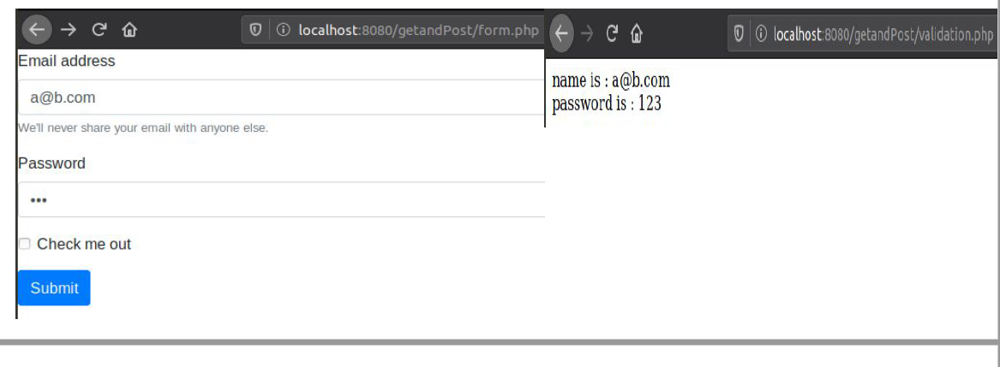 localhost:8080/getandPost/form.php
Email address
a@b.com
We'll never share your email with anyone else.
Password
•••
Check me out
Submit
localhost:8080/getandPost/validation.php
name is : a@b.com
password is : 123